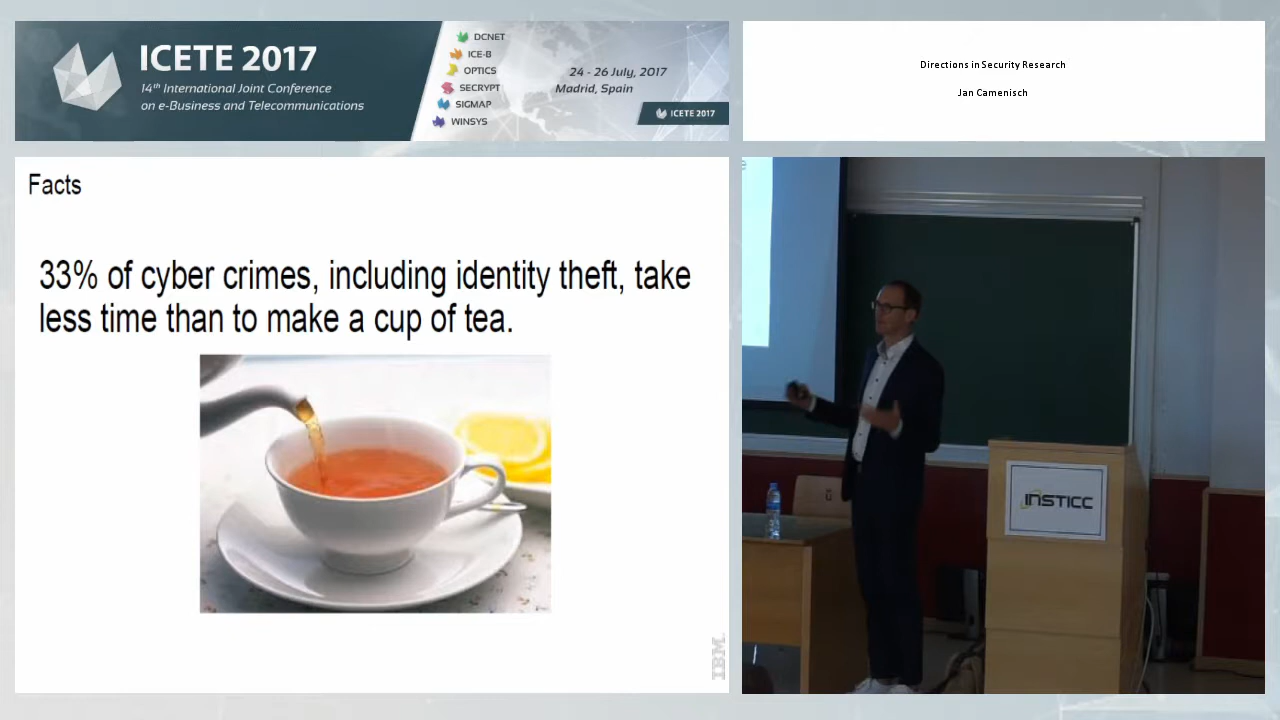 ICETE 2017
14th International Joint Conference
on e-Business and Telecommunications
DCNET
ICE-B
OPTICS
SECRYPT
SIGMAP
WINSYS
24 - 26 July, 2017
Madrid, Spain
ICETE 2017
Directions in Security Research
Jan Camenisch
Facts
33% of cyber crimes, including identity theft, take
less time than to make a cup of tea.
IBM
INSTICC